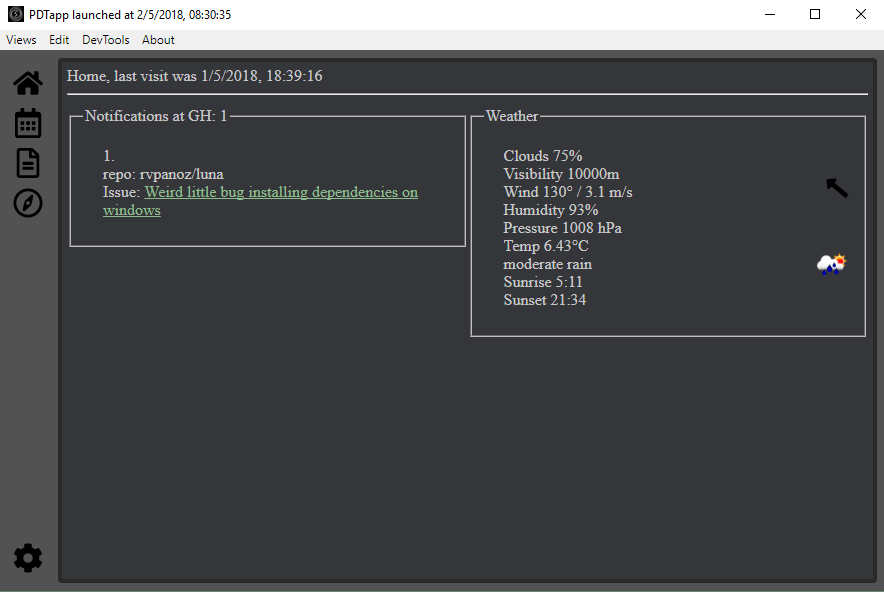 PDTapp launched at 2/5/2018, 08:30:35
Views Edit DevTools About
Home, last visit was 1/5/2018, 18:39:16
Notifications at GH: 1
1.
repo: rvpanoz/luna
Issue: Weird little bug installing dependencies on
windows
Weather
Clouds 75%
Visibility 10000m
Wind 130° / 3.1 m/s
Humidity 93%
Pressure 1008 hPa
Temp 6.43°C
moderate rain
Sunrise 5:11
Sunset 21:34